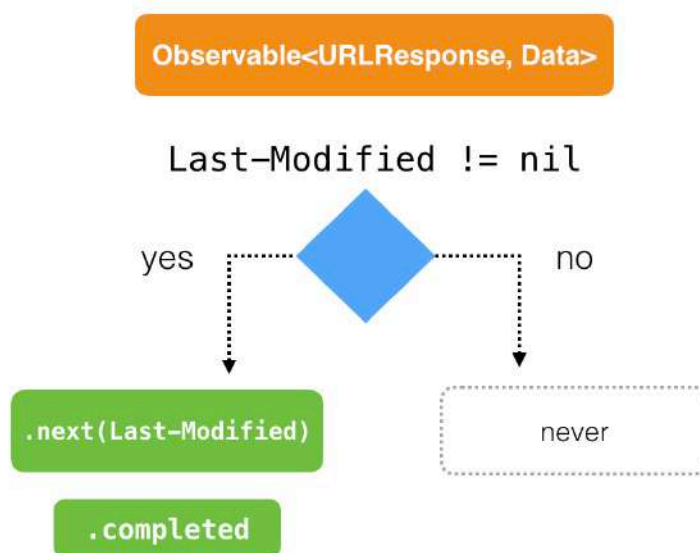 Observable<URLResponse, Data>
Last-Modified != nil
yes
no
.next(Last-Modified)
never
.completed